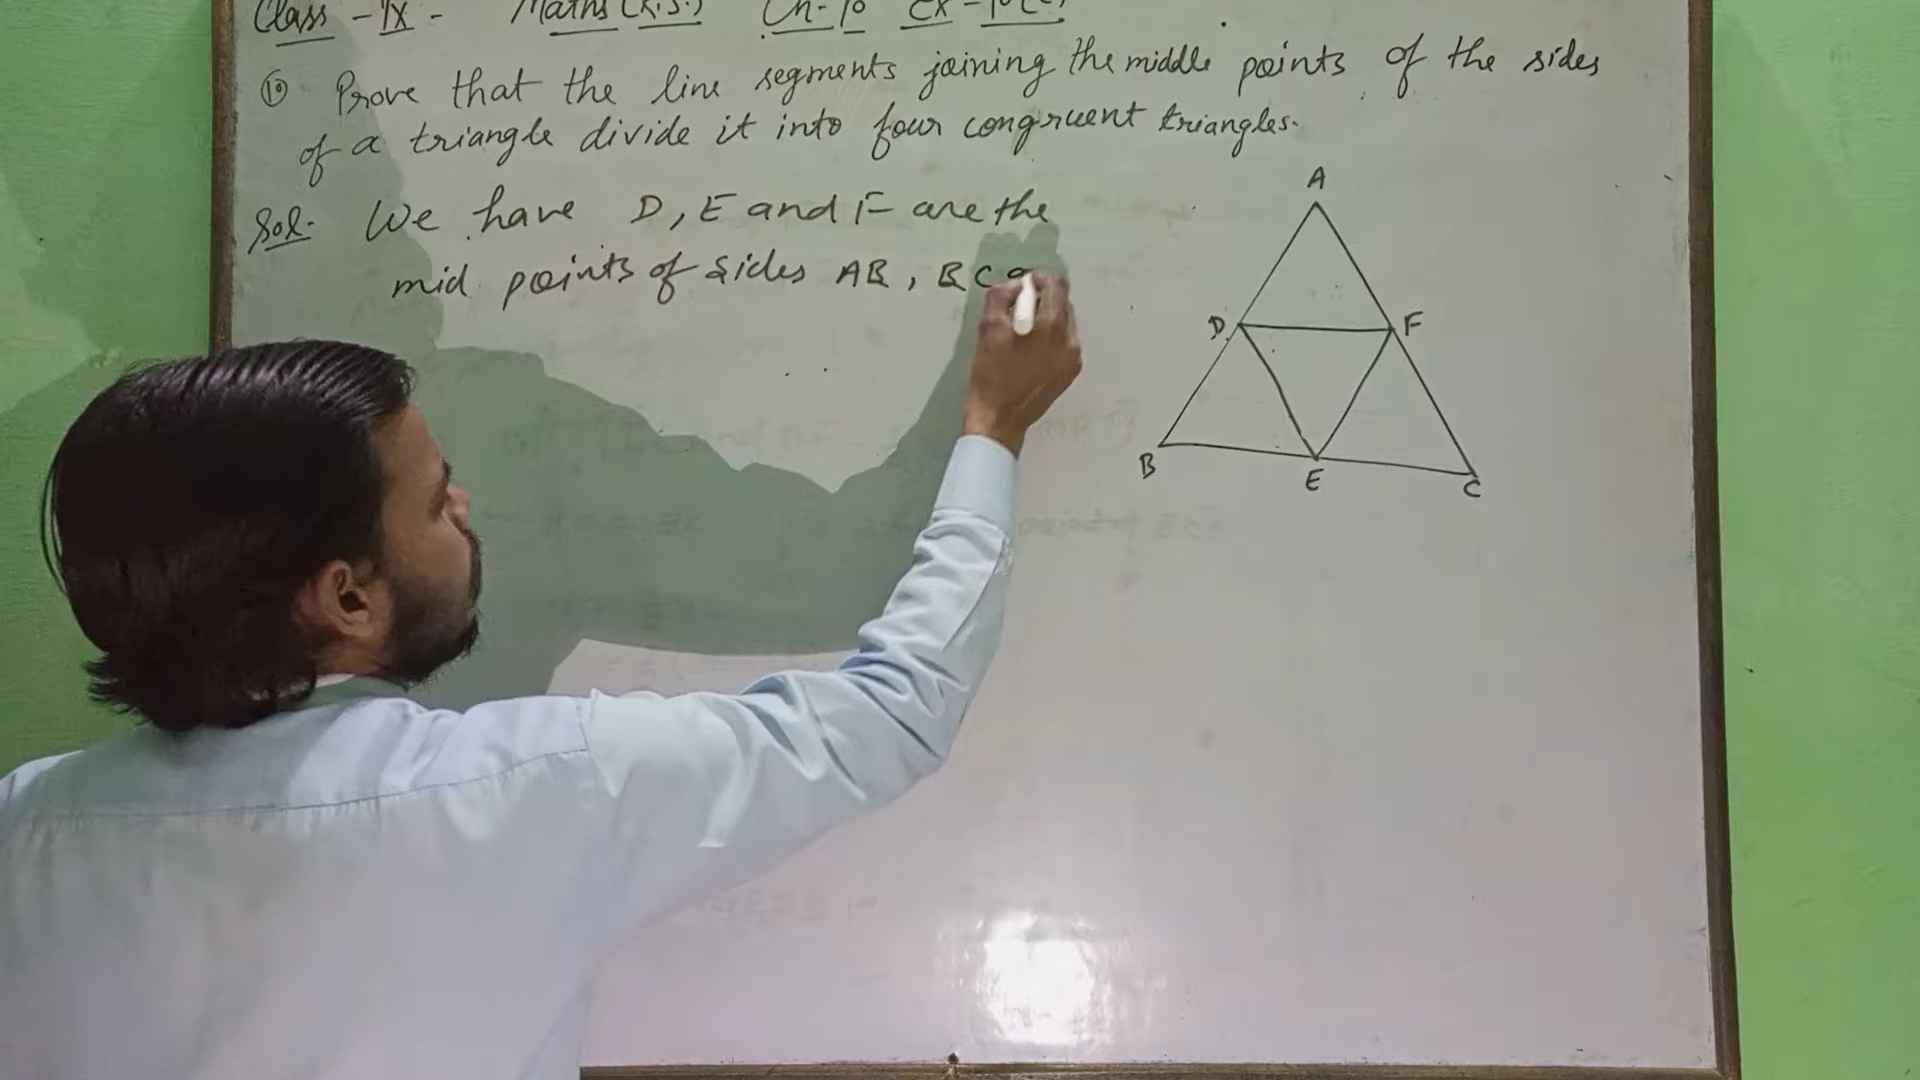 Class - IX - Maths (R.S.) Ch-10 Ex-10
⑩ Prove that the line segments joining the middle points of the sides
of a triangle divide it into four congruent triangles.
Sol:- We have D, E and F are the
mid points of sides AB, BC
A
D
F
B
E
C